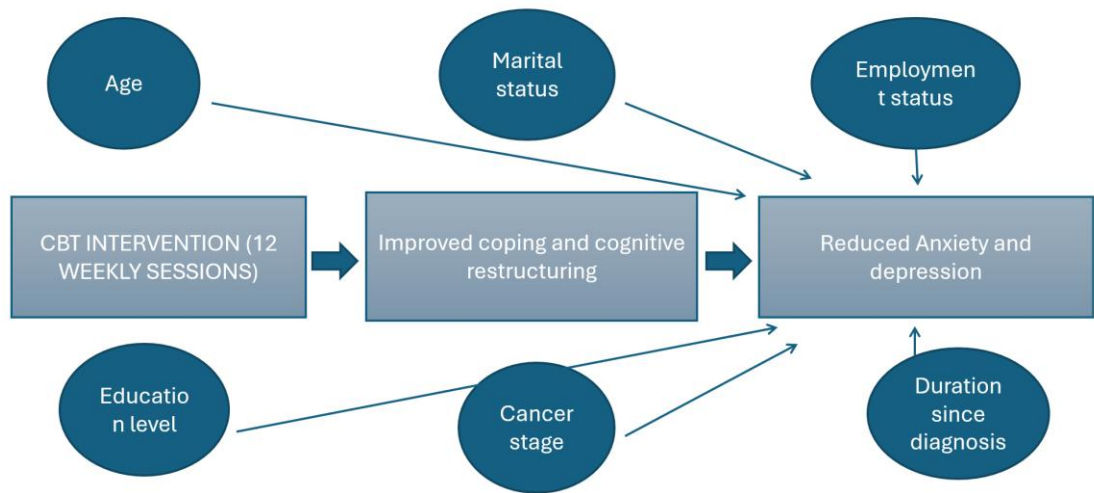 Age
Marital
status
Employmen
t status
CBT INTERVENTION (12
WEEKLY SESSIONS)
Improved coping and cognitive
restructuring
Reduced Anxiety and
depression
Educatio
n level
Cancer
stage
Duration
since
diagnosis